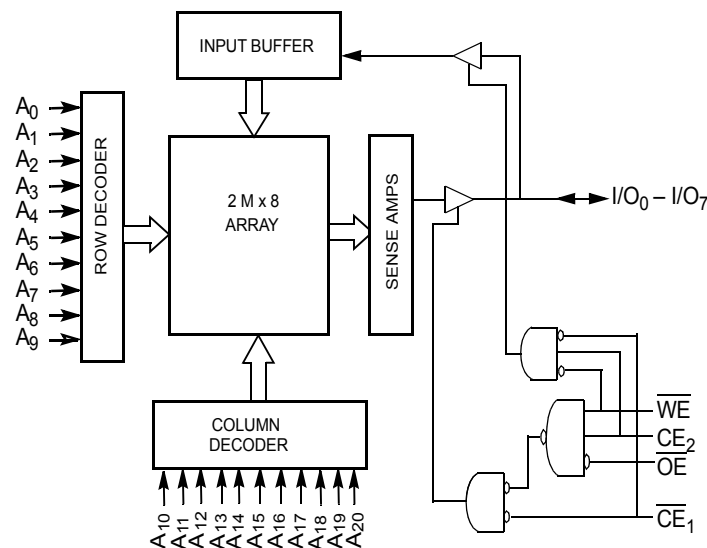 INPUT BUFFER
A0
A1
A2
A3
A4
A5
A6
A7
A8
A9
ROW DECODER
2 M x 8
ARRAY
SENSE AMPS
I/O0 – I/O7
COLUMN
DECODER
A10
A11
A12
A13
A14
A15
A16
A17
A18
A19
A20
WE
CE2
OE
CE1